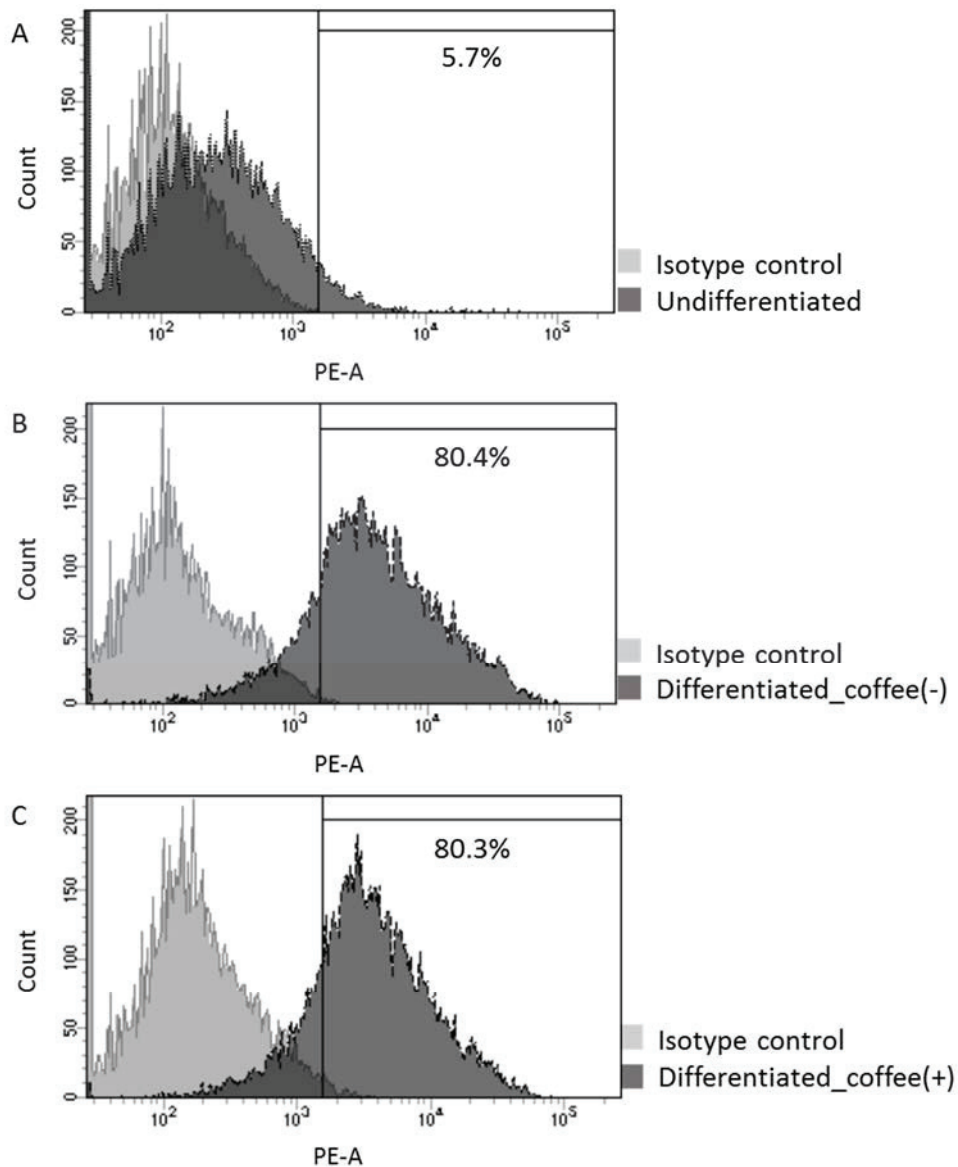 A
200
150
100
50
0
Count
5.7%
10²
10³
10⁴
10⁵
PE-A
Isotype control
Undifferentiated
B
200
150
100
50
0
Count
80.4%
10²
10³
10⁴
10⁵
PE-A
Isotype control
Differentiated_coffee(-)
C
200
150
100
50
0
Count
80.3%
10²
10³
10⁴
10⁵
PE-A
Isotype control
Differentiated_coffee(+)